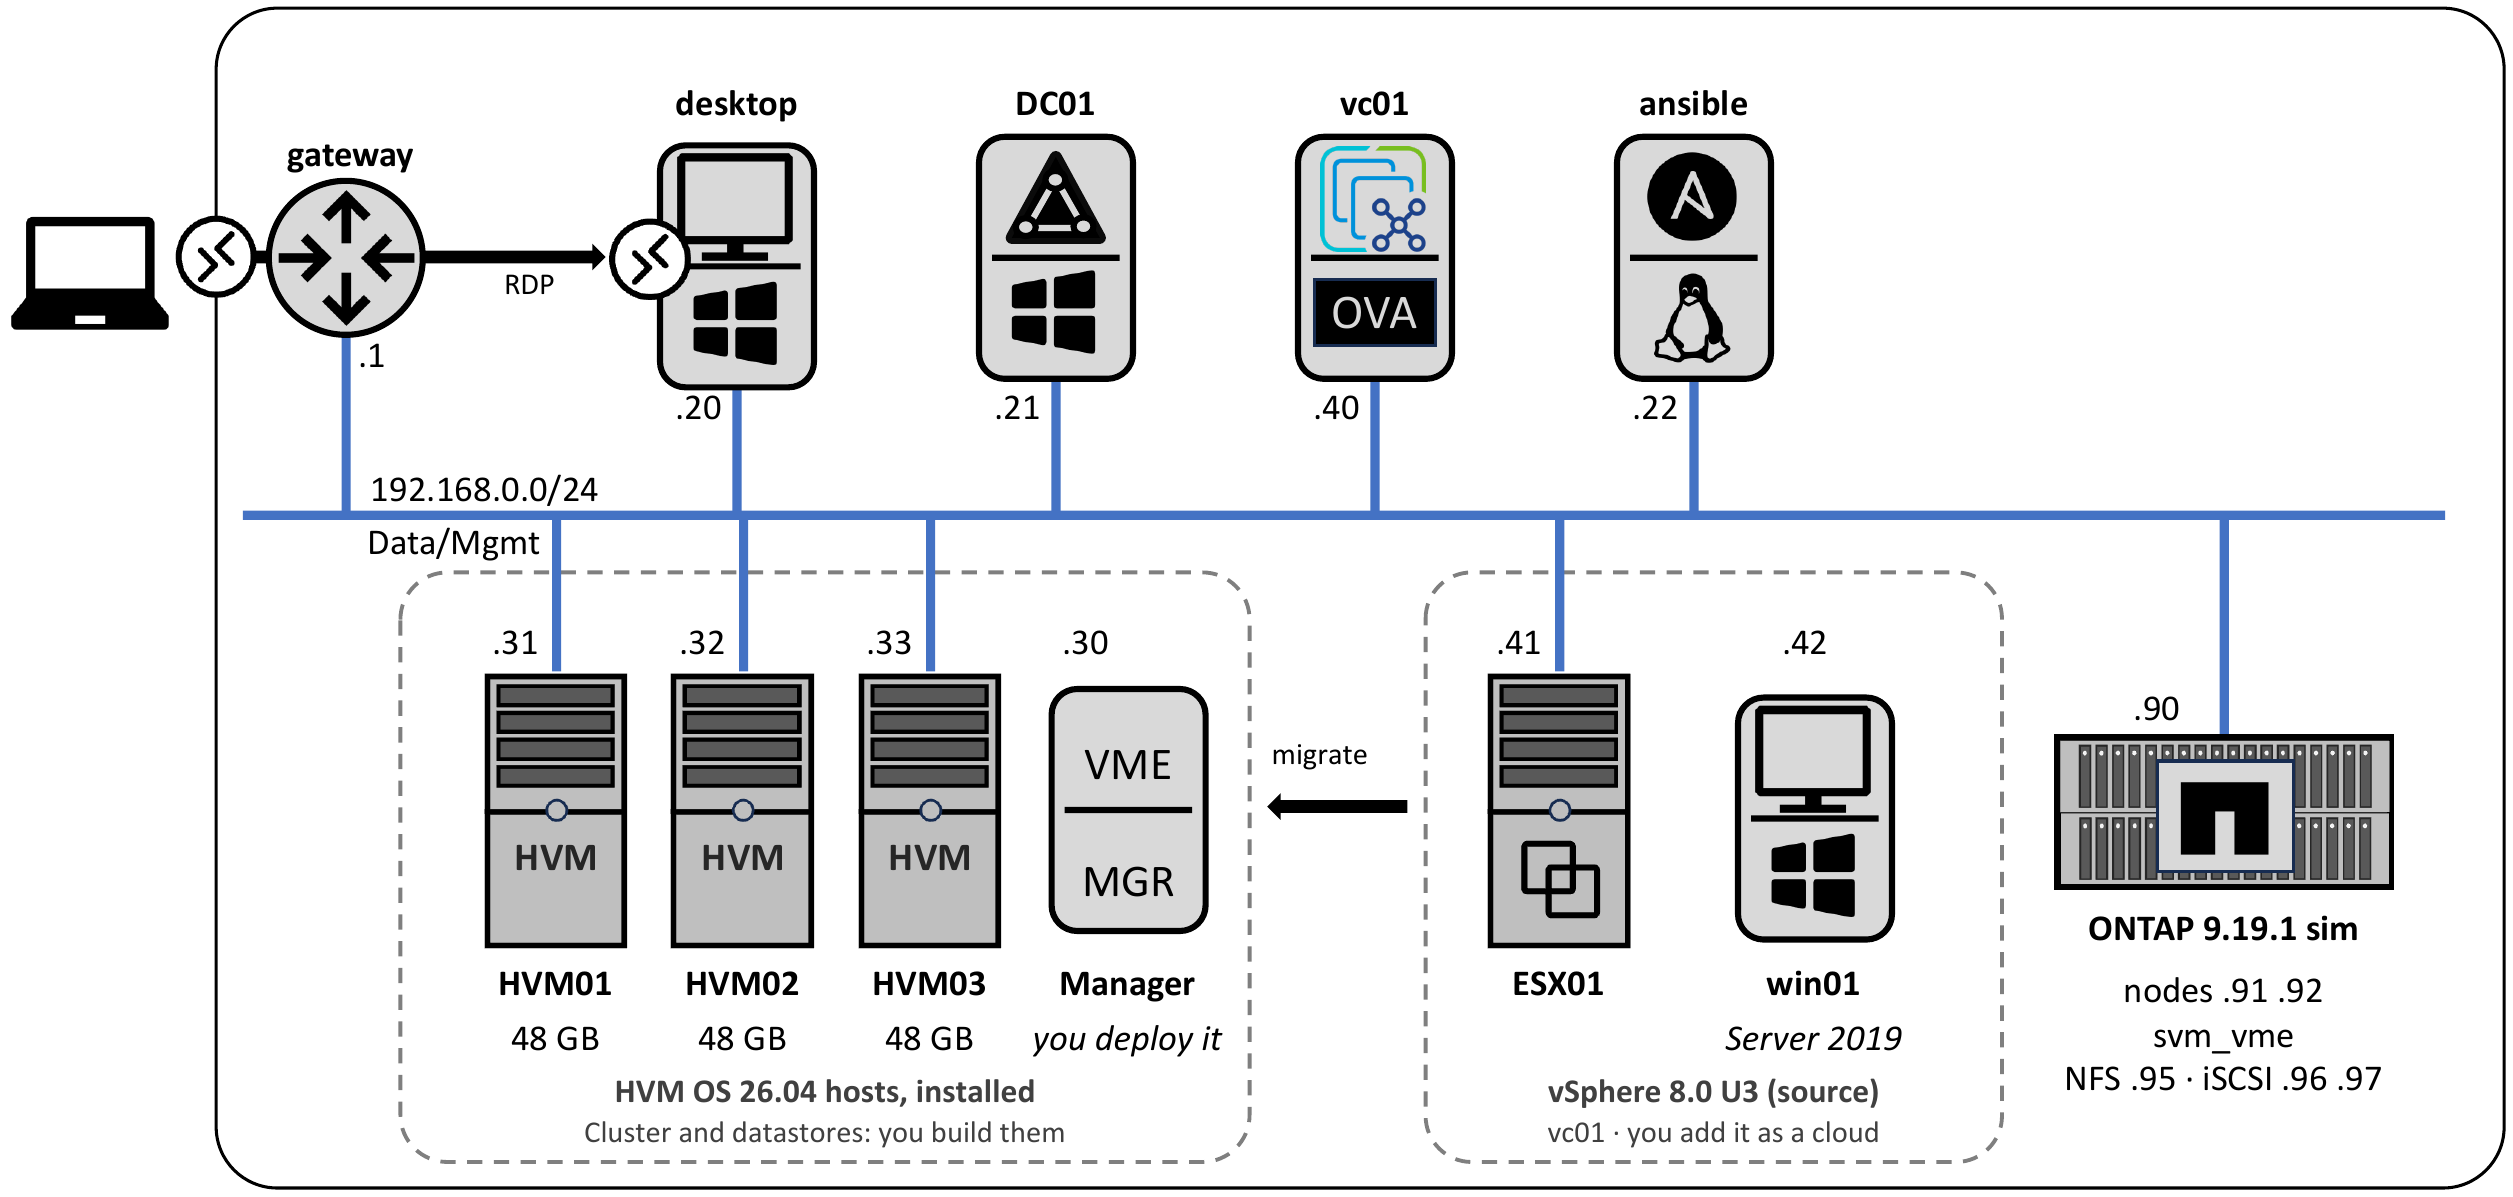 desktop
DC01
vc01
ansible
gateway
RDP
OVA
.1
.20
.21
.40
.22
192.168.0.0/24
Data/Mgmt
.31
.32
.33
.30
.41
.42
.90
VME
MGR
migrate
HVM
HVM
HVM
HVM01
HVM02
HVM03
Manager
ESX01
win01
ONTAP 9.19.1 sim
48 GB
48 GB
48 GB
you deploy it
Server 2019
nodes .91 .92
svm_vme
NFS .95 · iSCSI .96 .97
HVM OS 26.04 hosts, installed
Cluster and datastores: you build them
vSphere 8.0 U3 (source)
vc01 · you add it as a cloud